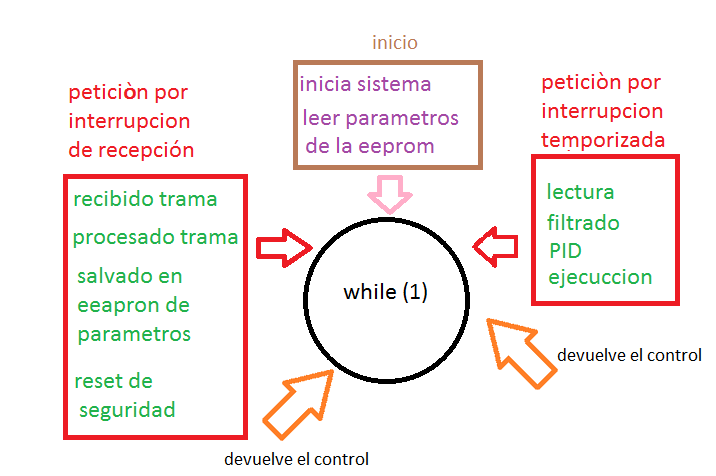 inicio
inicia sistema
leer parametros
de la eeprom
petición por
interrupcion
de recepción
recibido trama
procesado trama
salvado en
eeapron de
parametros
reset de
seguridad
while (1)
peticiòn por
interrupcion
temporizada
lectura
filtrado
PID
ejecuccion
devuelve el control
devuelve el control